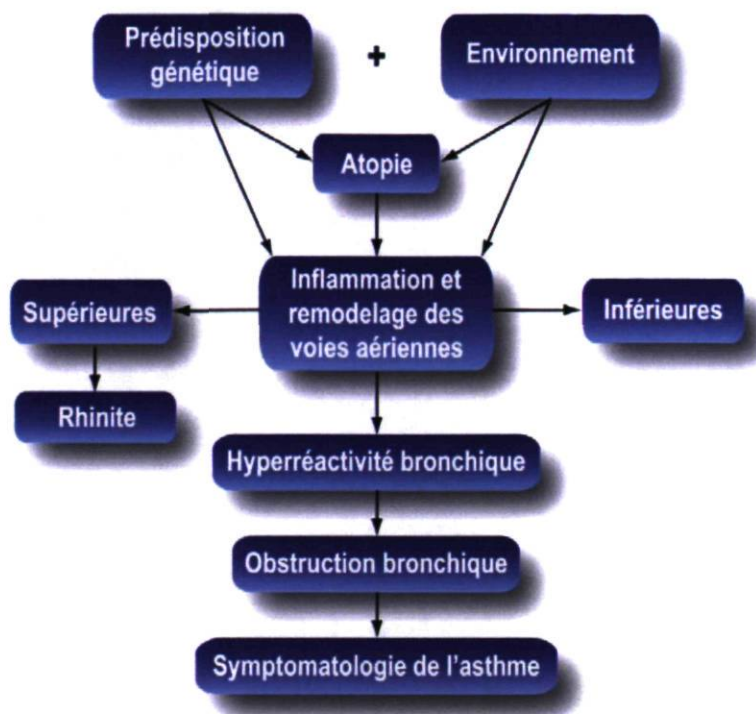 Prédisposition
génétique
+
Environnement
Atopie
Inflammation et
remodelage des
voies aériennes
Supérieures
Inférieures
Rhinite
Hyperréactivité bronchique
Obstruction bronchique
Symptomatologie de l'asthme